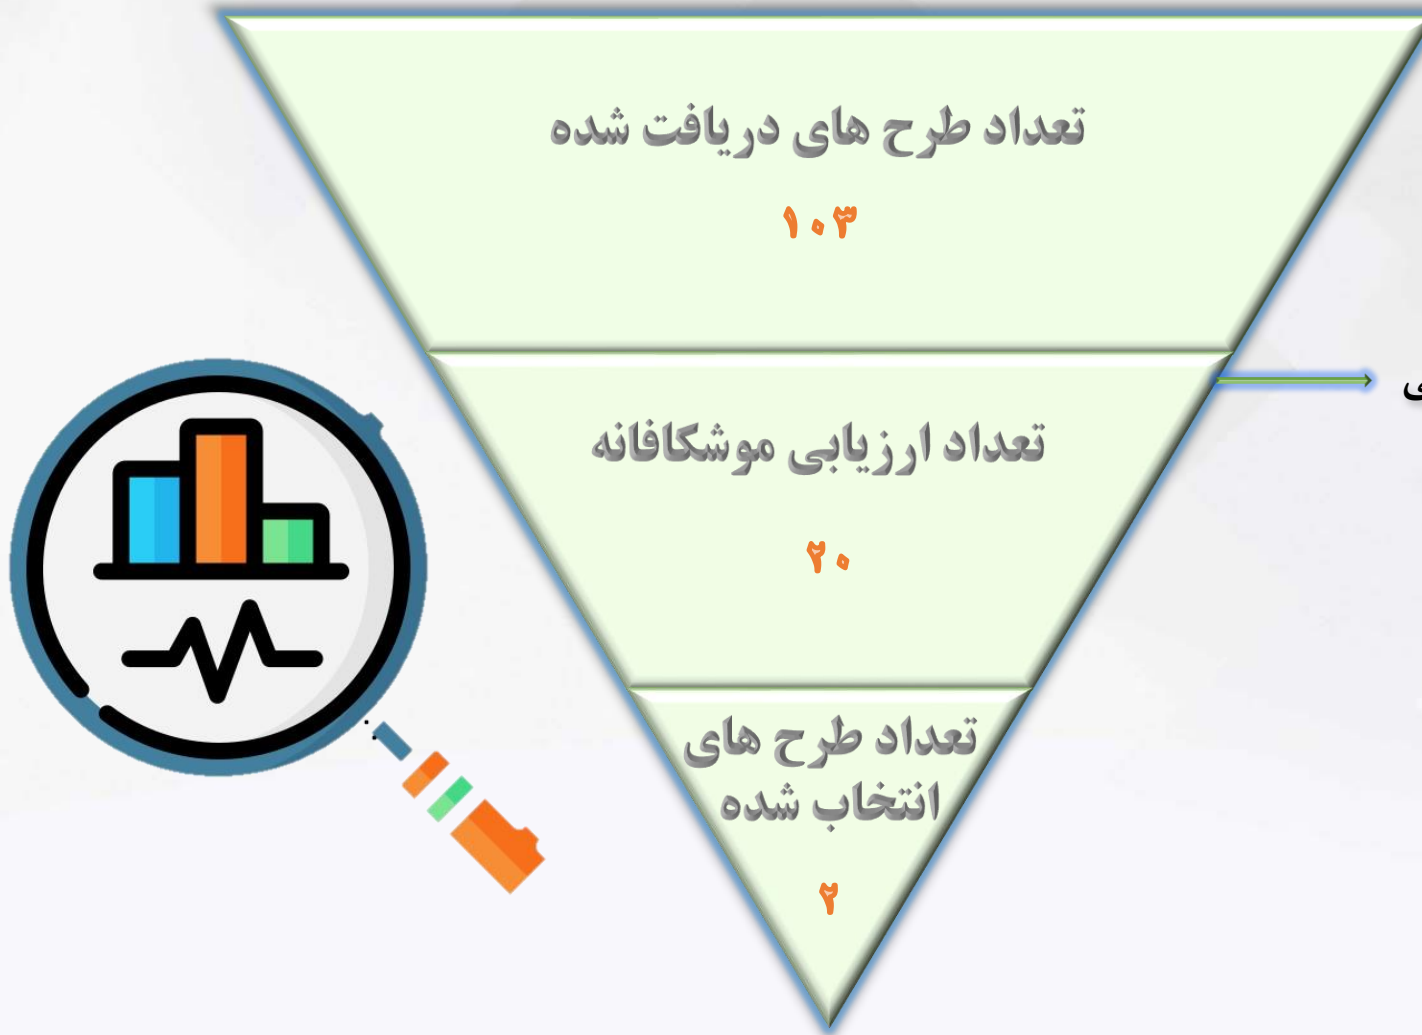 تعداد طرح های دریافت شده
۱۰۳
تعداد ارزیابی موشکافانه
۲۰
تعداد طرح های
انتخاب شده
۲